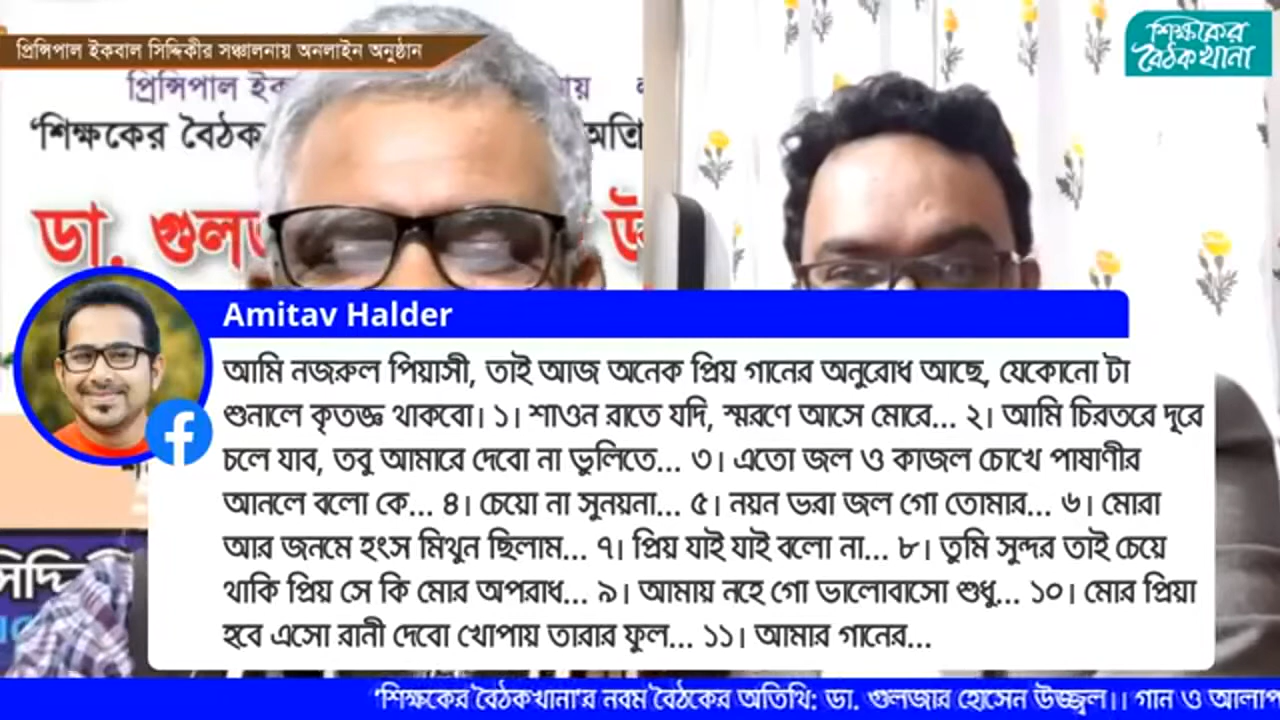 প্রিন্সিপাল ইকবাল সিদ্দিকীর সঞ্চালনায় অনলাইন অনুষ্ঠান
শিক্ষকের
বৈঠকখানা
প্রিন্সিপাল
'শিক্ষকের
ডা.
Amitav Halder
আমি নজরুল পিয়াসী, তাই আজ অনেক প্রিয় গানের অনুরোধ আছে, যেকোনো টা
শুনালে কৃতজ্ঞ থাকবো। ১। শাওন রাতে যদি, স্মরণে আসে মোরে... ২। আমি চিরতরে দূরে
চলে যাব, তবু আমারে দেবো না ভুলিতে... ৩। এতো জল ও কাজল চোখে পাষাণীর
আনলে বলো কে... ৪। চেয়ো না সুনয়না... ৫। নয়ন ভরা জল গো তোমার... ৬। মোরা
আর জনমে হংস মিথুন ছিলাম... ৭। প্রিয় যাই যাই বলো না... ৮। তুমি সুন্দর তাই চেয়ে
থাকি প্রিয় সে কি মোর অপরাধ... ৯। আমায় নহে গো ভালোবাসো শুধু... ১০। মোর প্রিয়া
হবে এসো রানী দেবো খোপায় তারার ফুল... ১১। আমার গানের...
'শিক্ষকের বৈঠকখানা'র নবম বৈঠকের অতিথি: ডা. গুলজার হোসেন উজ্জ্বল।। গান ও আলাপ